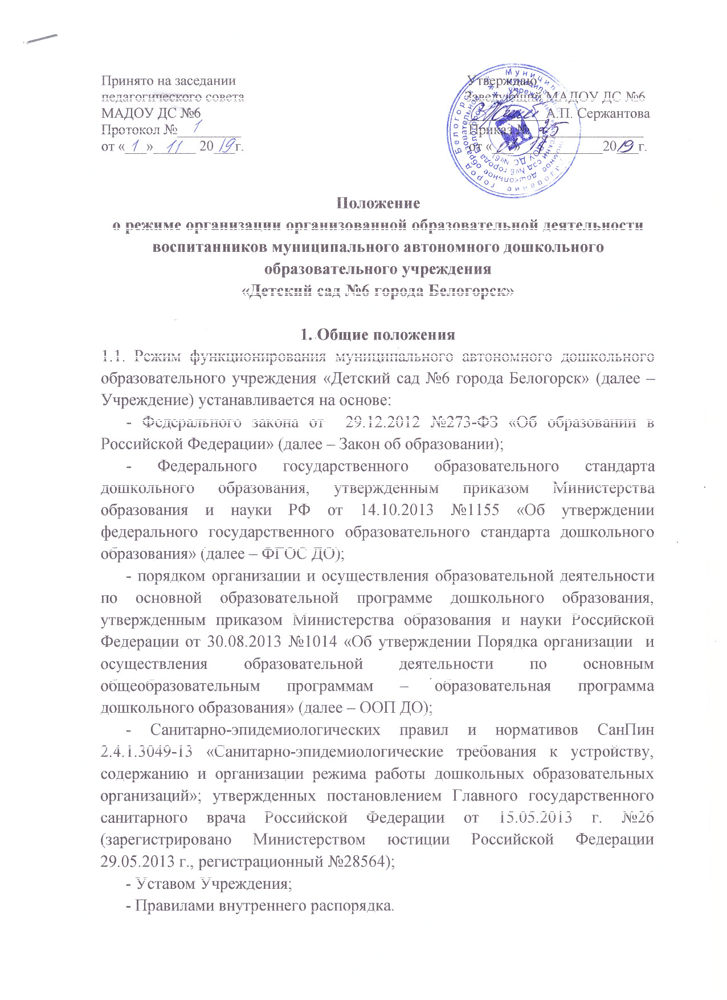 Принято на заседании
педагогического совета
МАДОУ ДС №6
Протокол № 1
от «1» 11 2019г.
Утверждаю
Заведующий МАДОУ ДС №6
А.П. Сержантова
Приказ № 25
от « » 11 2019г.
Положение
о режиме организации организованной образовательной деятельности
воспитанников муниципального автономного дошкольного
образовательного учреждения
«Детский сад №6 города Белогорск»
1. Общие положения
1.1. Режим функционирования муниципального автономного дошкольного
образовательного учреждения «Детский сад №6 города Белогорск» (далее –
Учреждение) устанавливается на основе:
- Федерального закона от 29.12.2012 №273-ФЗ «Об образовании в
Российской Федерации» (далее – Закон об образовании);
- Федерального государственного образовательного стандарта
дошкольного образования, утвержденным приказом Министерства
образования и науки РФ от 14.10.2013 №1155 «Об утверждении
федерального государственного образовательного стандарта дошкольного
образования» (далее – ФГОС ДО);
- порядком организации и осуществления образовательной деятельности
по основной образовательной программе дошкольного образования,
утвержденным приказом Министерства образования и науки Российской
Федерации от 30.08.2013 №1014 «Об утверждении Порядка организации и
осуществления образовательной деятельности по основным
общеобразовательным программам – образовательная программа
дошкольного образования» (далее – ООП ДО);
- Санитарно-эпидемиологических правил и нормативов СанПин
2.4.1.3049-13 «Санитарно-эпидемиологические требования к устройству,
содержанию и организации режима работы дошкольных образовательных
организаций»; утвержденных постановлением Главного государственного
санитарного врача Российской Федерации от 15.05.2013 г. №26
(зарегистрировано Министерством юстиции Российской Федерации
29.05.2013 г., регистрационный №28564);
- Уставом Учреждения;
- Правилами внутреннего распорядка.